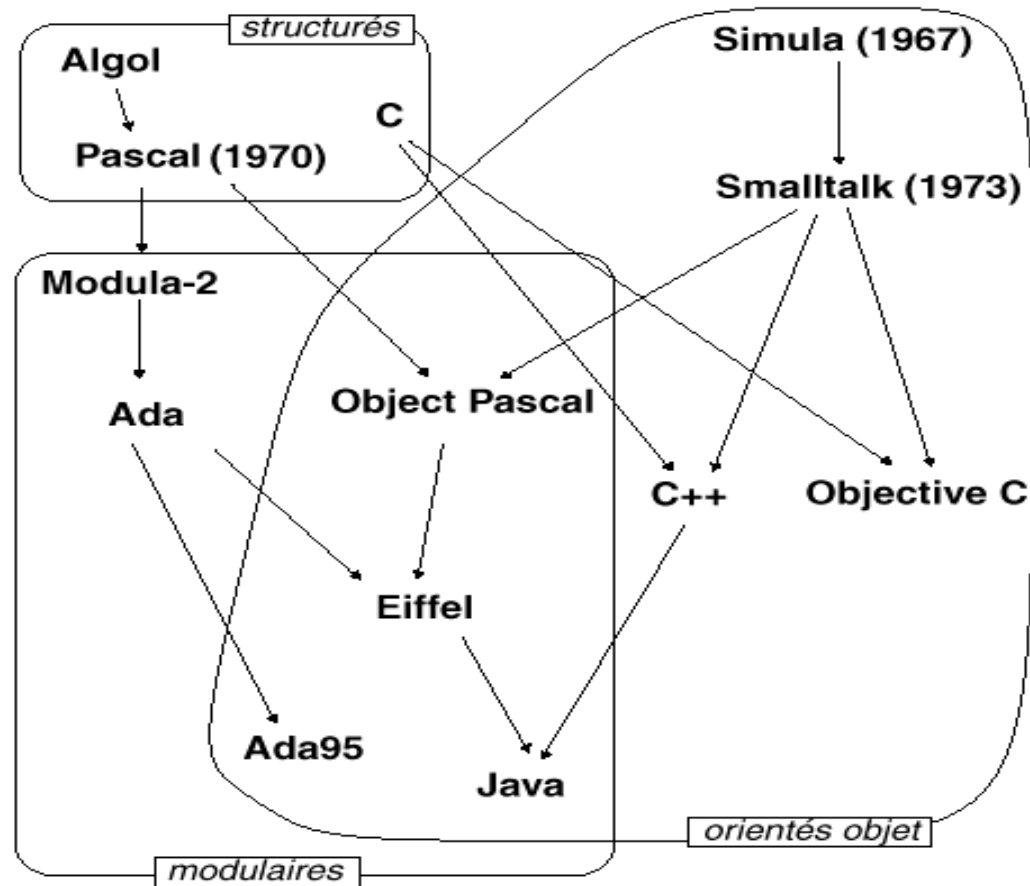 structurés
Simula (1967)
Algol
C
Pascal (1970)
Smalltalk (1973)
Modula-2
Ada
Object Pascal
C++
Objective C
Eiffel
Ada95
Java
orientés objet
modulaires